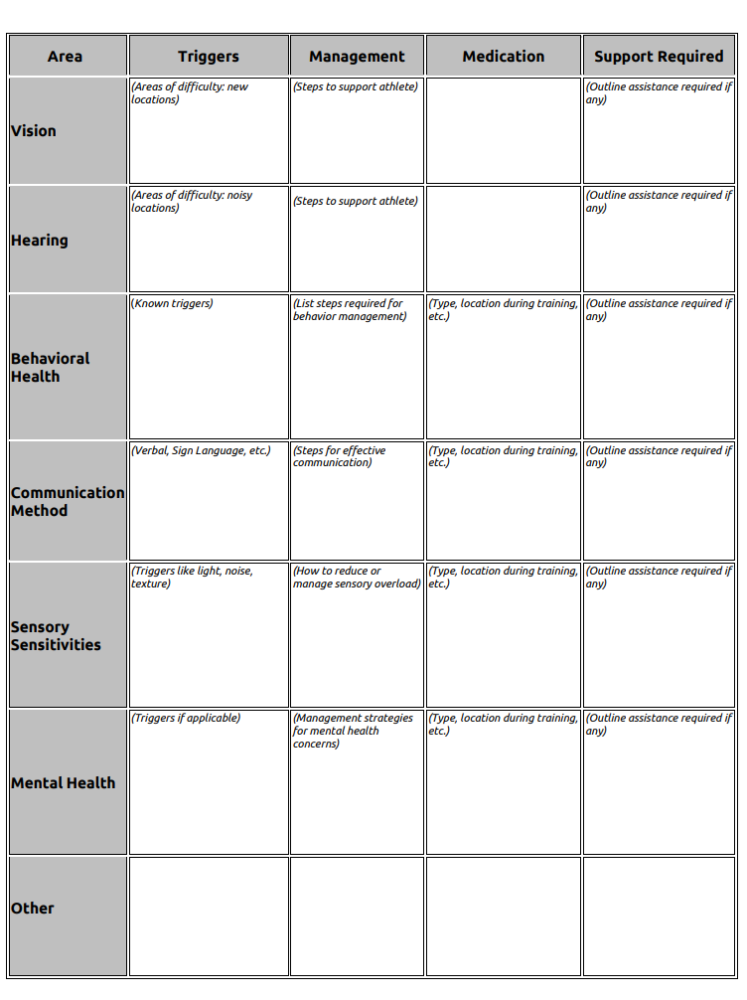 Area Triggers Management Medication Support Required
Vision
(Areas of difficulty: new
locations)
(Steps to support athlete)
(Outline assistance required if
any)
Hearing
(Areas of difficulty: noisy
locations)
(Steps to support athlete)
(Outline assistance required if
any)
Behavioral
Health
(Known triggers)
(List steps required for
behavior management)
(Type, location during training,
etc.)
(Outline assistance required if
any)
Communication
Method
(Verbal, Sign Language, etc.)
(Steps for effective
communication)
(Type, location during training,
etc.)
(Outline assistance required if
any)
Sensory
Sensitivities
(Triggers like light, noise,
texture)
(How to reduce or
manage sensory overload)
(Type, location during training,
etc.)
(Outline assistance required if
any)
Mental Health
(Triggers if applicable)
(Management strategies
for mental health
concerns)
(Type, location during training,
etc.)
(Outline assistance required if
any)
Other